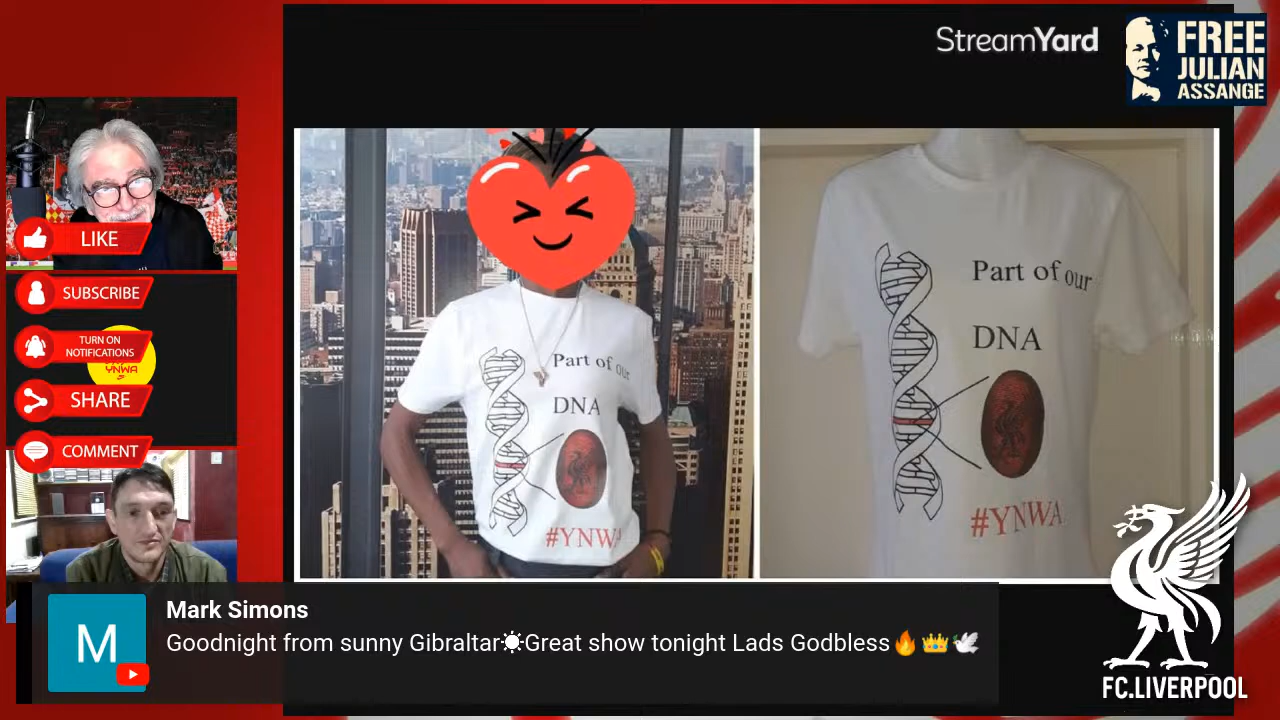 StreamYard
FREE
JULIAN
ASSANGE
LIKE
SUBSCRIBE
TURN ON
NOTIFICATIONS
YNWA
SHARE
COMMENT
Part of our
DNA
#YNWA
Part of our
DNA
#YNWA
M
Mark Simons
Goodnight from sunny Gibraltar☀Great show tonight Lads Godbless🔥👑🕊
FC.LIVERPOOL